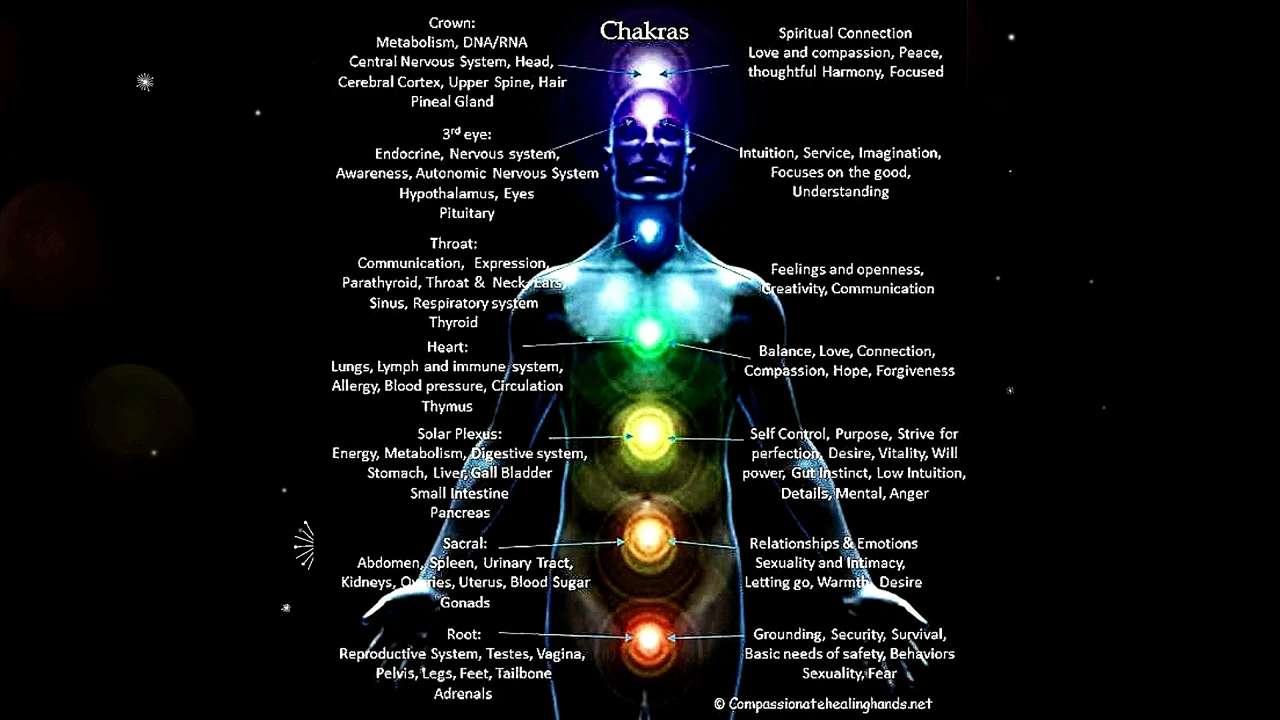 Chakras
Crown:
Metabolism, DNA/RNA
Central Nervous System, Head,
Cerebral Cortex, Upper Spine, Hair
Pineal Gland
Spiritual Connection
Love and compassion, Peace,
thoughtful Harmony, Focused
3rd eye:
Endocrine, Nervous system,
Awareness, Autonomic Nervous System
Hypothalamus, Eyes
Pituitary
Intuition, Service, Imagination,
Focuses on the good,
Understanding
Throat:
Communication, Expression,
Parathyroid, Throat & Neck, Ears,
Sinus, Respiratory system
Thyroid
Feelings and openness,
Creativity, Communication
Heart:
Lungs, Lymph and immune system,
Allergy, Blood pressure, Circulation
Thymus
Balance, Love, Connection,
Compassion, Hope, Forgiveness
Solar Plexus:
Energy, Metabolism, Digestive system,
Stomach, Liver, Gall Bladder
Small Intestine
Pancreas
Self Control, Purpose, Strive for
perfection, Desire, Vitality, Will
power, Gut Instinct, Low Intuition,
Details, Mental, Anger
Sacral:
Abdomen, Spleen, Urinary Tract,
Kidneys, Ovaries, Uterus, Blood Sugar
Gonads
Relationships & Emotions
Sexuality and Intimacy,
Letting go, Warmth, Desire
Root:
Reproductive System, Testes, Vagina,
Pelvis, Legs, Feet, Tailbone
Adrenals
Grounding, Security, Survival,
Basic needs of safety, Behaviors
Sexuality, Fear
© Compassionatehealinghands.net